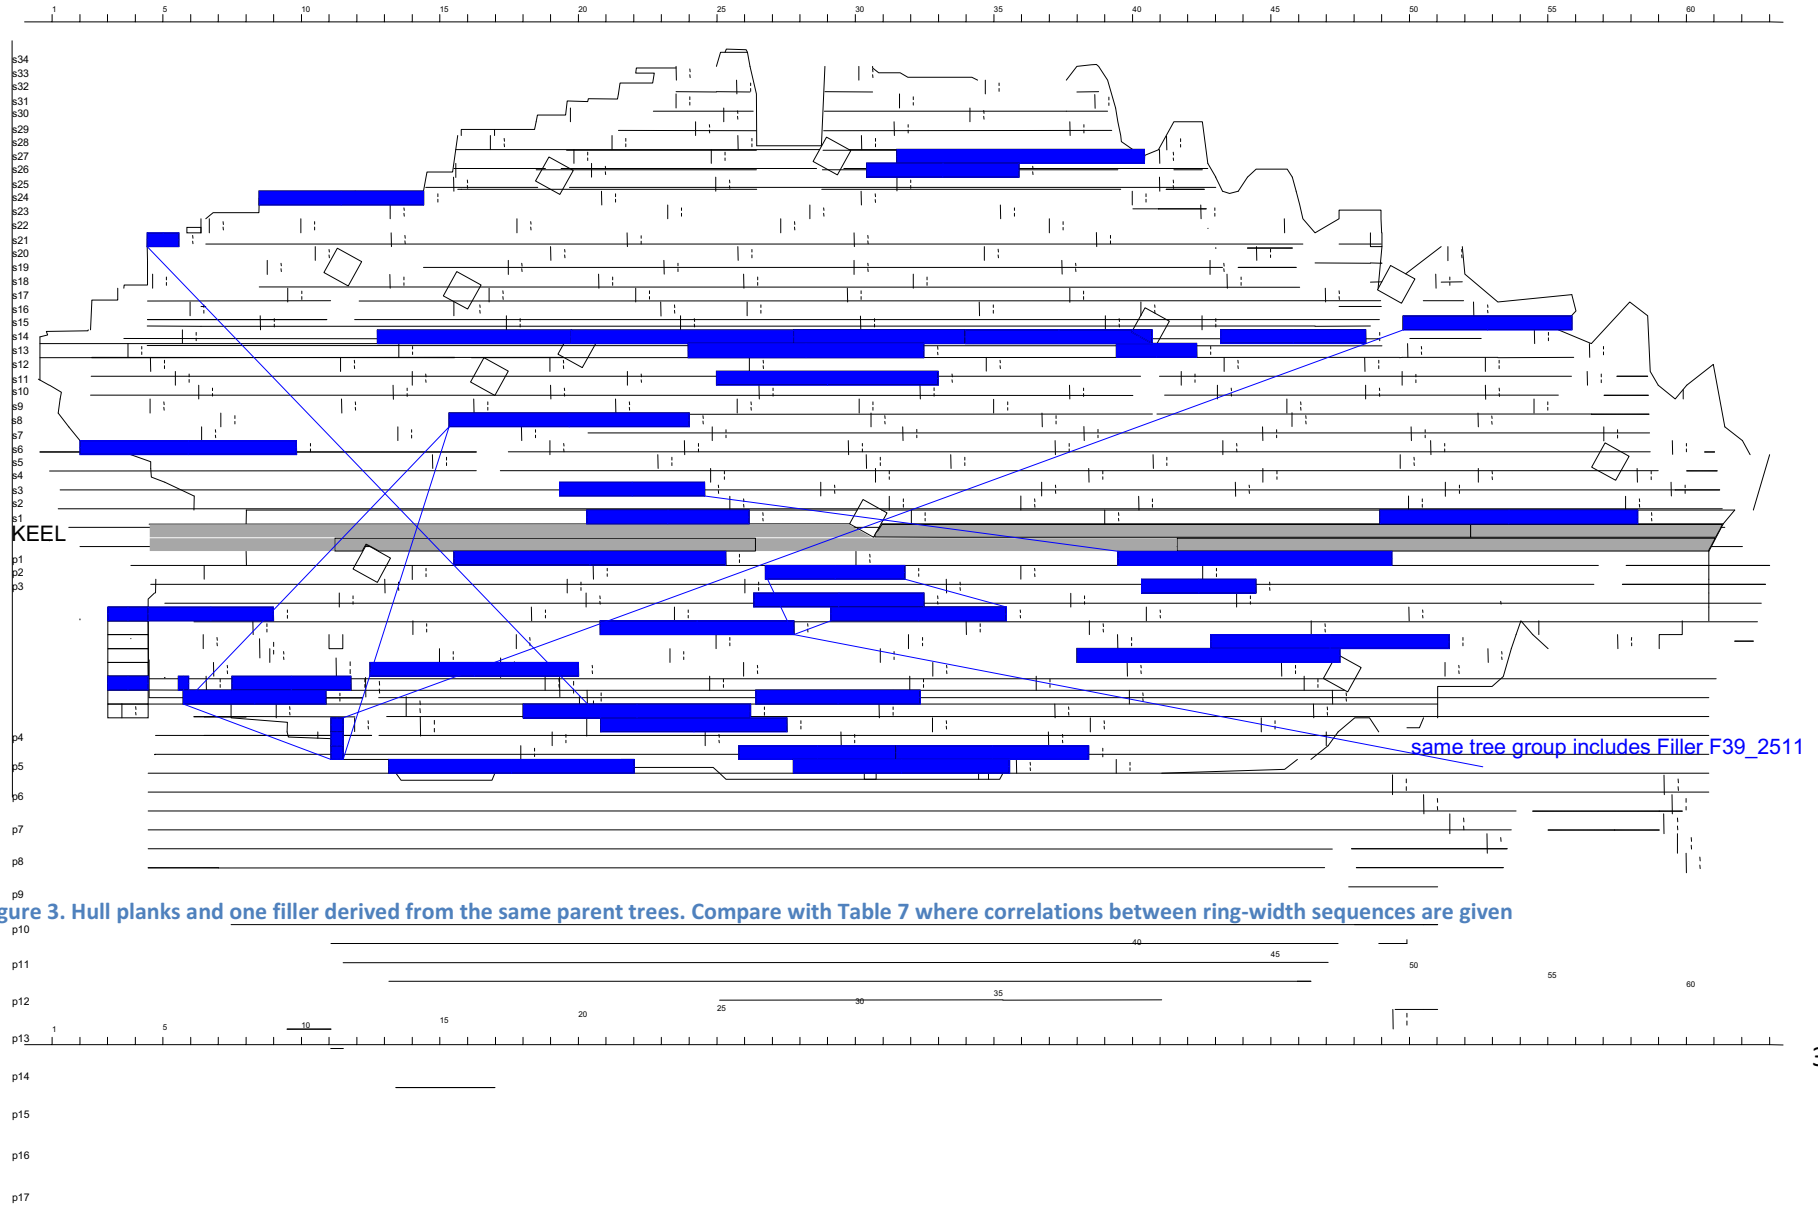 1 5 10 15 20 25 30 35 40 45 50 55 60
s34
s33
s32
s31
s30
s29
s28
s27
s26
s25
s24
s23
s22
s21
s20
s19
s18
s17
s16
s15
s14
s13
s12
s11
s10
s9
s8
s7
s6
s5
s4
s3
s2
s1
KEEL
p1
p2
p3
p4
same tree group includes Filler F39_2511
p5
p6
p7
p8
p9
gure 3. Hull planks and one filler derived from the same parent trees. Compare with Table 7 where correlations between ring-width sequences are given
p10
p11
p12
1 5 10 15 20 25 30 35 40 45 50 55 60
p13
3
p14
p15
p16
p17